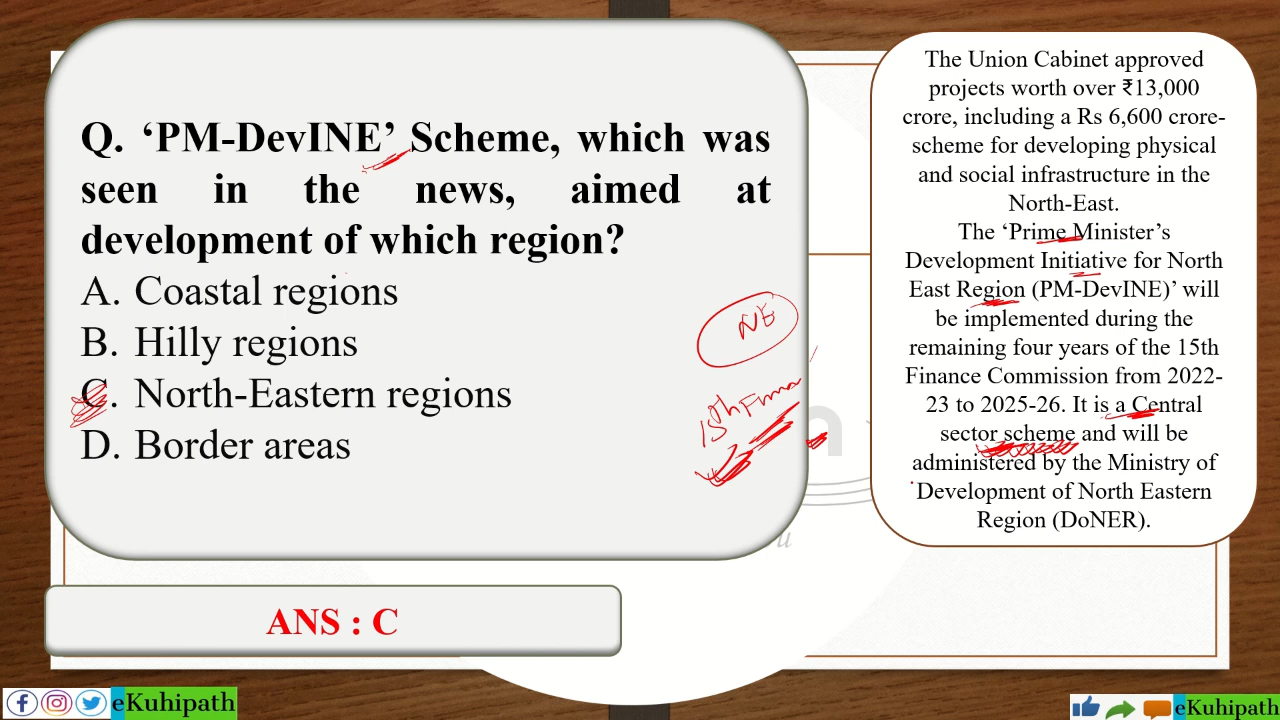 Q. ‘PM-DevINE’ Scheme, which was
seen in the news, aimed at
development of which region?
A. Coastal regions
B. Hilly regions
C. North-Eastern regions
D. Border areas
NE
15th
ANS : C
The Union Cabinet approved
projects worth over ₹13,000
crore, including a Rs 6,600 crore-
scheme for developing physical
and social infrastructure in the
North-East.
The ‘Prime Minister’s
Development Initiative for North
East Region (PM-DevINE)’ will
be implemented during the
remaining four years of the 15th
Finance Commission from 2022-
23 to 2025-26. It is a Central
sector scheme and will be
administered by the Ministry of
Development of North Eastern
Region (DoNER).
eKuhipath
eKuhipath